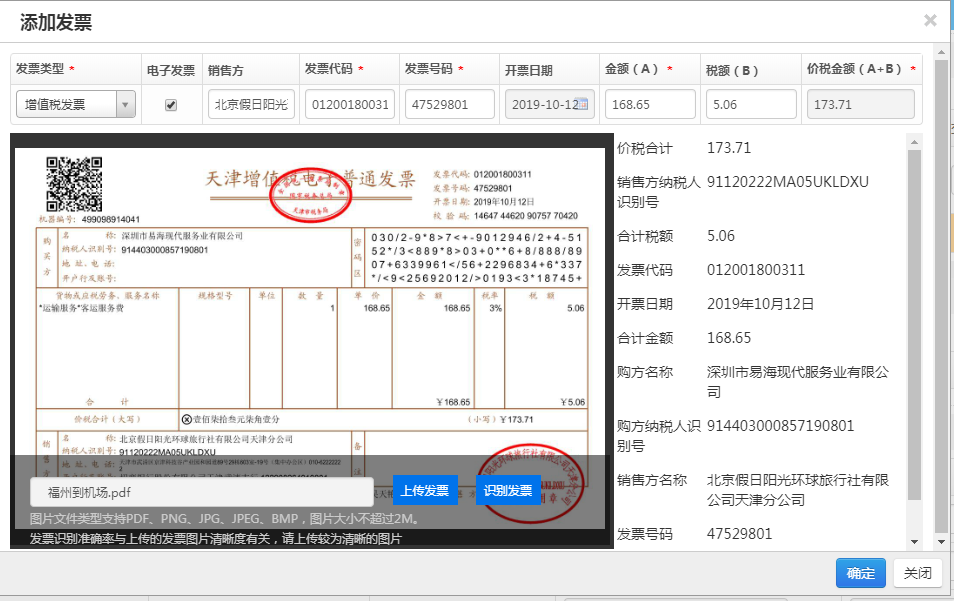 添加发票
×
发票类型 * 电子发票 销售方 发票代码 * 发票号码 * 开票日期 金额（A） * 税额（B） 价税金额（A+B） *
增值税发票 北京假日阳光 01200180031 47529801 2019-10-12 168.65 5.06 173.71
天津增值税电子普通发票
发票代码: 012001800311
发票号码: 47529801
开票日期: 2019年10月12日
校 验 码: 14647 44620 90757 70420
机器编号: 499098914041
购买方
名 称: 深圳市易海现代服务业有限公司
纳税人识别号: 914403000857190801
地 址、电 话:
开户行及账号:
密码区
030/2-9*8>7<+-9012946/2+4-51
52*/3<889*8>03+0**6+8/888/89
07+6339961</56+2296834+6*337
*/<9<25692012/>0193<3*18745+
货物或应税劳务、服务名称 规格型号 单位 数 量 单 价 金 额 税率 税 额
*运输服务*客运服务费 1 168.65 168.65 3% 5.06
合 计 ￥168.65 ￥5.06
价税合计（大写） ⊗壹佰柒拾叁元柒角壹分 （小写）￥173.71
销售方
名 称: 北京假日阳光环球旅行社有限公司天津分公司
纳税人识别号: 91120222MA05UKLDXU
地 址、电 话:
备
福州到机场.pdf 上传发票 识别发票
图片文件类型支持PDF、PNG、JPG、JPEG、BMP，图片大小不超过2M。
发票识别准确率与上传的发票图片清晰度有关，请上传较为清晰的图片
价税合计 173.71
销售方纳税人识别号 91120222MA05UKLDXU
合计税额 5.06
发票代码 012001800311
开票日期 2019年10月12日
合计金额 168.65
购方名称 深圳市易海现代服务业有限公司
购方纳税人识别号 914403000857190801
销售方名称 北京假日阳光环球旅行社有限公司天津分公司
发票号码 47529801
确定 关闭